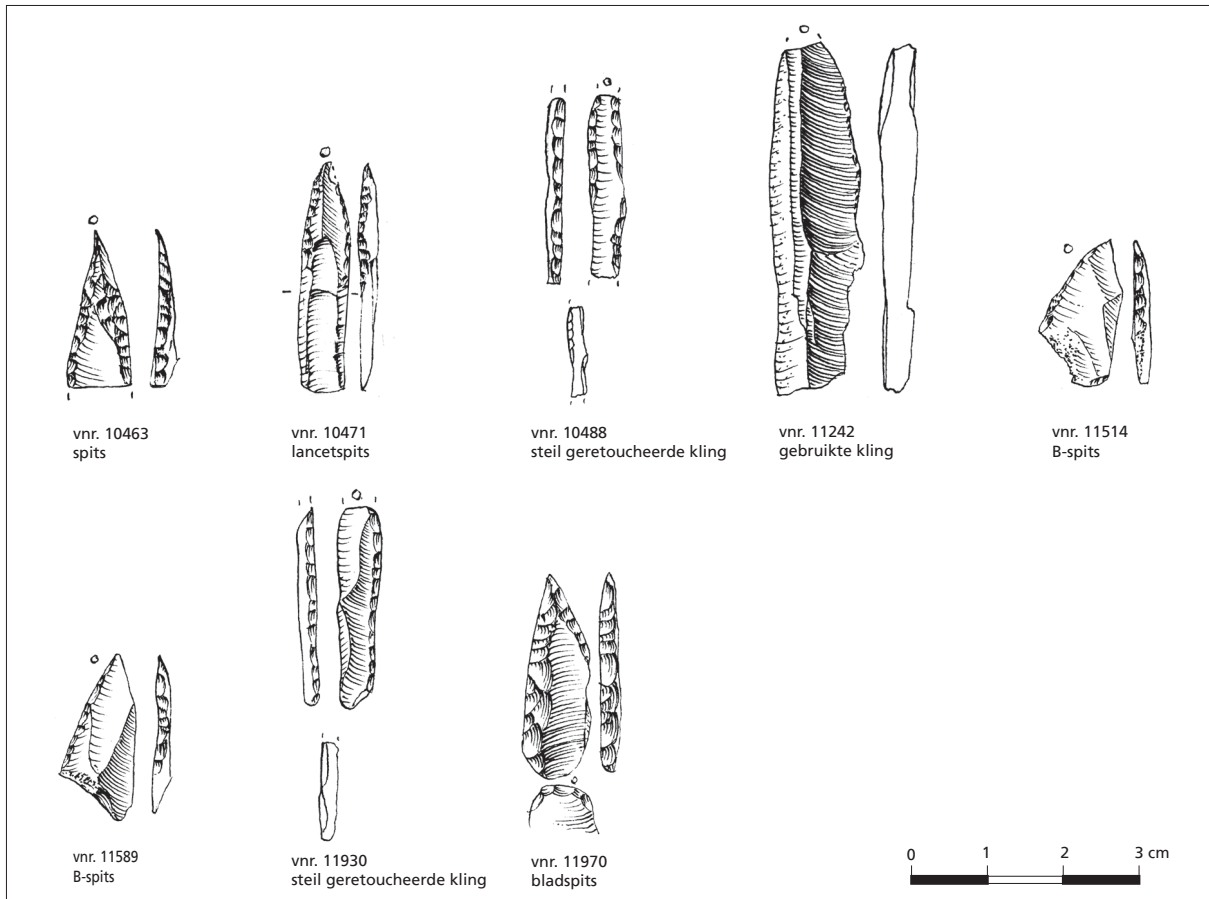 vnr. 10463
spits
vnr. 10471
lancetspits
vnr. 10488
steil geretoucheerde kling
vnr. 11242
gebruikte kling
vnr. 11514
B-spits
vnr. 11589
B-spits
vnr. 11930
steil geretoucheerde kling
vnr. 11970
bladspits
0 1 2 3 cm